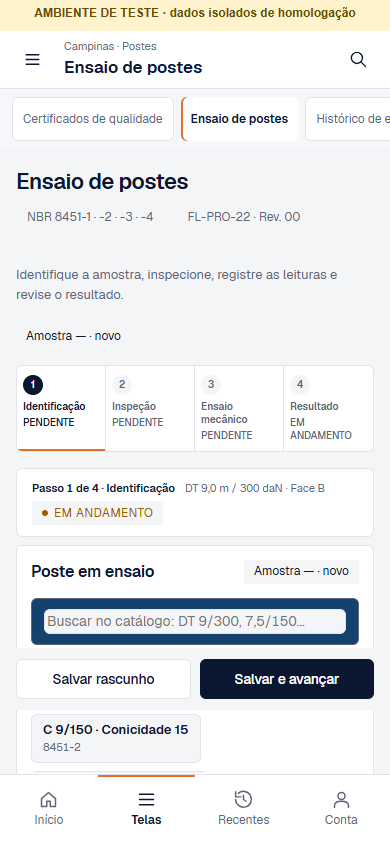 AMBIENTE DE TESTE · dados isolados de homologação
Campinas · Postes
Ensaio de postes
Certificados de qualidade
Ensaio de postes
Histórico de e
Ensaio de postes
NBR 8451-1 · -2 · -3 · -4
FL-PRO-22 · Rev. 00
Identifique a amostra, inspecione, registre as leituras e
revise o resultado.
Amostra — · novo
1
Identificação
PENDENTE
2
Inspeção
PENDENTE
3
Ensaio
mecânico
PENDENTE
4
Resultado
EM
ANDAMENTO
Passo 1 de 4 · Identificação
DT 9,0 m / 300 daN · Face B
EM ANDAMENTO
Poste em ensaio
Amostra — · novo
Buscar no catálogo: DT 9/300, 7,5/150...
Salvar rascunho
Salvar e avançar
C 9/150 · Conicidade 15
8451-2
Início
Telas
Recentes
Conta